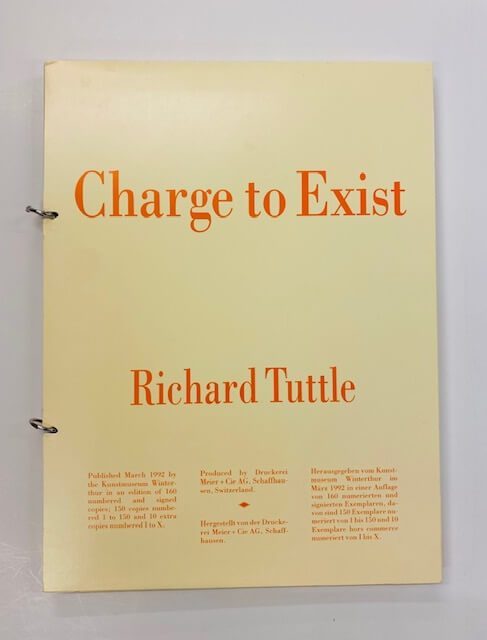 Charge to Exist
Richard Tuttle
Published March 1992 by
the Kunstmuseum Winter-
thur in an edition of 160
numbered and signed
copies; 150 copies numbe-
red 1 to 150 and 10 extra
copies numbered I to X.
Produced by Druckerei
Meier + Cie AG, Schaffhau-
sen, Switzerland.
Hergestellt von der Drucke-
rei Meier + Cie AG, Schaff-
hausen.
Herausgegeben vom Kunst-
museum Winterthur im
März 1992 in einer Auflage
von 160 numerierten und
signierten Exemplaren, da-
von sind 150 Exemplare nu-
meriert von 1 bis 150 und 10
Exemplare hors commerce
numeriert von I bis X.